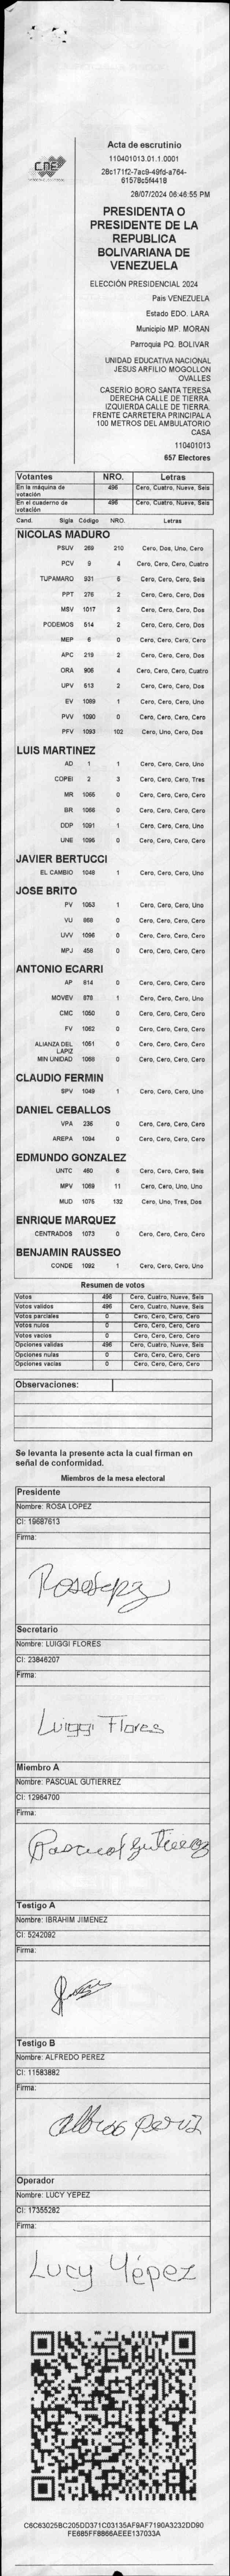 CNE
Acta de escrutinio
110401013.01.1.0001
28c171f2-7ac9-49fd-a764-
61578c5f4418
28/07/2024 06:46:55 PM
PRESIDENTA O
PRESIDENTE DE LA
REPUBLICA
BOLIVARIANA DE
VENEZUELA
ELECCIÓN PRESIDENCIAL 2024
País VENEZUELA
Estado EDO. LARA
Municipio MP. MORAN
Parroquia PQ. BOLIVAR
UNIDAD EDUCATIVA NACIONAL
JESUS ARFILIO MOGOLLON
OVALLES
CASERIO BORO SANTA TERESA
DERECHA CALLE DE TIERRA.
IZQUIERDA CALLE DE TIERRA.
FRENTE CARRETERA PRINCIPAL A
100 METROS DEL AMBULATORIO
CASA
110401013
657 Electores
Votantes NRO. Letras
En la máquina de votación 496 Cero, Cuatro, Nueve, Seis
En el cuaderno de votación 496 Cero, Cuatro, Nueve, Seis
Cand. Sigla Código NRO. Letras
NICOLAS MADURO
PSUV 269 210 Cero, Dos, Uno, Cero
PCV 9 4 Cero, Cero, Cero, Cuatro
TUPAMARO 931 6 Cero, Cero, Cero, Seis
PPT 276 2 Cero, Cero, Cero, Dos
MSV 1017 2 Cero, Cero, Cero, Dos
PODEMOS 514 2 Cero, Cero, Cero, Dos
MEP 6 0 Cero, Cero, Cero, Cero
APC 219 2 Cero, Cero, Cero, Dos
ORA 906 4 Cero, Cero, Cero, Cuatro
UPV 613 2 Cero, Cero, Cero, Dos
EV 1089 1 Cero, Cero, Cero, Uno
PVV 1090 0 Cero, Cero, Cero, Cero
PFV 1093 102 Cero, Uno, Cero, Dos
LUIS MARTINEZ
AD 1 1 Cero, Cero, Cero, Uno
COPEI 2 3 Cero, Cero, Cero, Tres
MR 1065 0 Cero, Cero, Cero, Cero
BR 1066 0 Cero, Cero, Cero, Cero
DDP 1091 1 Cero, Cero, Cero, Uno
UNE 1095 0 Cero, Cero, Cero, Cero
JAVIER BERTUCCI
EL CAMBIO 1048 1 Cero, Cero, Cero, Uno
JOSE BRITO
PV 1053 1 Cero, Cero, Cero, Uno
VU 868 0 Cero, Cero, Cero, Cero
UVV 1096 0 Cero, Cero, Cero, Cero
MPJ 458 0 Cero, Cero, Cero, Cero
ANTONIO ECARRI
AP 814 0 Cero, Cero, Cero, Cero
MOVEV 878 1 Cero, Cero, Cero, Uno
CMC 1050 0 Cero, Cero, Cero, Cero
FV 1062 0 Cero, Cero, Cero, Cero
ALIANZA DEL LAPIZ 1051 0 Cero, Cero, Cero, Cero
MIN UNIDAD 1068 0 Cero, Cero, Cero, Cero
CLAUDIO FERMIN
SPV 1049 1 Cero, Cero, Cero, Uno
DANIEL CEBALLOS
VPA 236 0 Cero, Cero, Cero, Cero
AREPA 1094 0 Cero, Cero, Cero, Cero
EDMUNDO GONZALEZ
UNTC 460 6 Cero, Cero, Cero, Seis
MPV 1069 11 Cero, Cero, Uno, Uno
MUD 1075 132 Cero, Uno, Tres, Dos
ENRIQUE MARQUEZ
CENTRADOS 1073 0 Cero, Cero, Cero, Cero
BENJAMIN RAUSSEO
CONDE 1092 1 Cero, Cero, Cero, Uno
Resumen de votos
Votos 496 Cero, Cuatro, Nueve, Seis
Votos validos 496 Cero, Cuatro, Nueve, Seis
Votos parciales 0 Cero, Cero, Cero, Cero
Votos nulos 0 Cero, Cero, Cero, Cero
Votos vacios 0 Cero, Cero, Cero, Cero
Opciones validas 496 Cero, Cuatro, Nueve, Seis
Opciones nulas 0 Cero, Cero, Cero, Cero
Opciones vacias 0 Cero, Cero, Cero, Cero
Observaciones:
Se levanta la presente acta la cual firman en
señal de conformidad.
Miembros de la mesa electoral
Presidente
Nombre: ROSA LOPEZ
CI: 19687613
Firma:
Rosa Lopez
Secretario
Nombre: LUIGGI FLORES
CI: 23846207
Firma:
Luiggi Flores
Miembro A
Nombre: PASCUAL GUTIERREZ
CI: 12964700
Firma:
Pascual Gutierrez
Testigo A
Nombre: IBRAHIM JIMENEZ
CI: 5242092
Firma:
Testigo B
Nombre: ALFREDO PEREZ
CI: 11583882
Firma:
Operador
Nombre: LUCY YEPEZ
CI: 17355282
Firma:
Lucy Yépez
C6C63025BC205DD371C03135AF9AF7190A3232DD90
FE685FF8866AEEE137033A